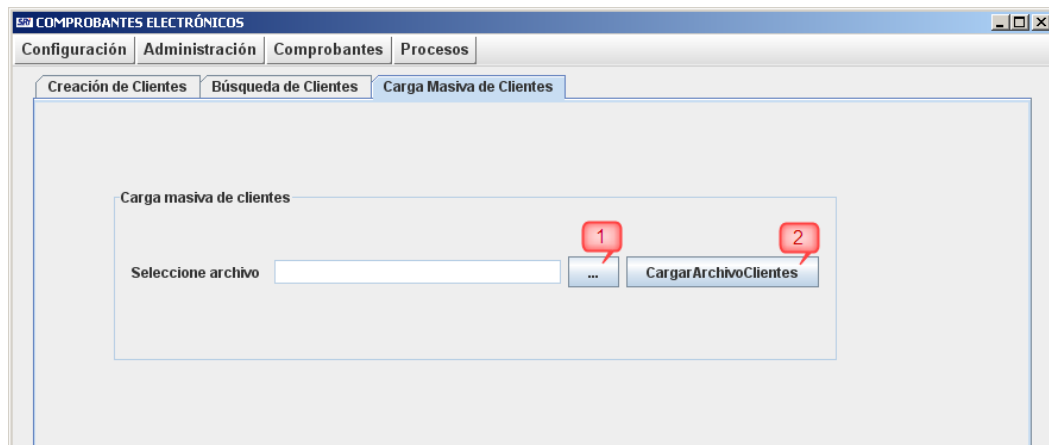 SRI COMPROBANTES ELECTRÓNICOS
Configuración Administración Comprobantes Procesos
Creación de Clientes Búsqueda de Clientes Carga Masiva de Clientes
Carga masiva de clientes
1 2
Seleccione archivo ... CargarArchivoClientes